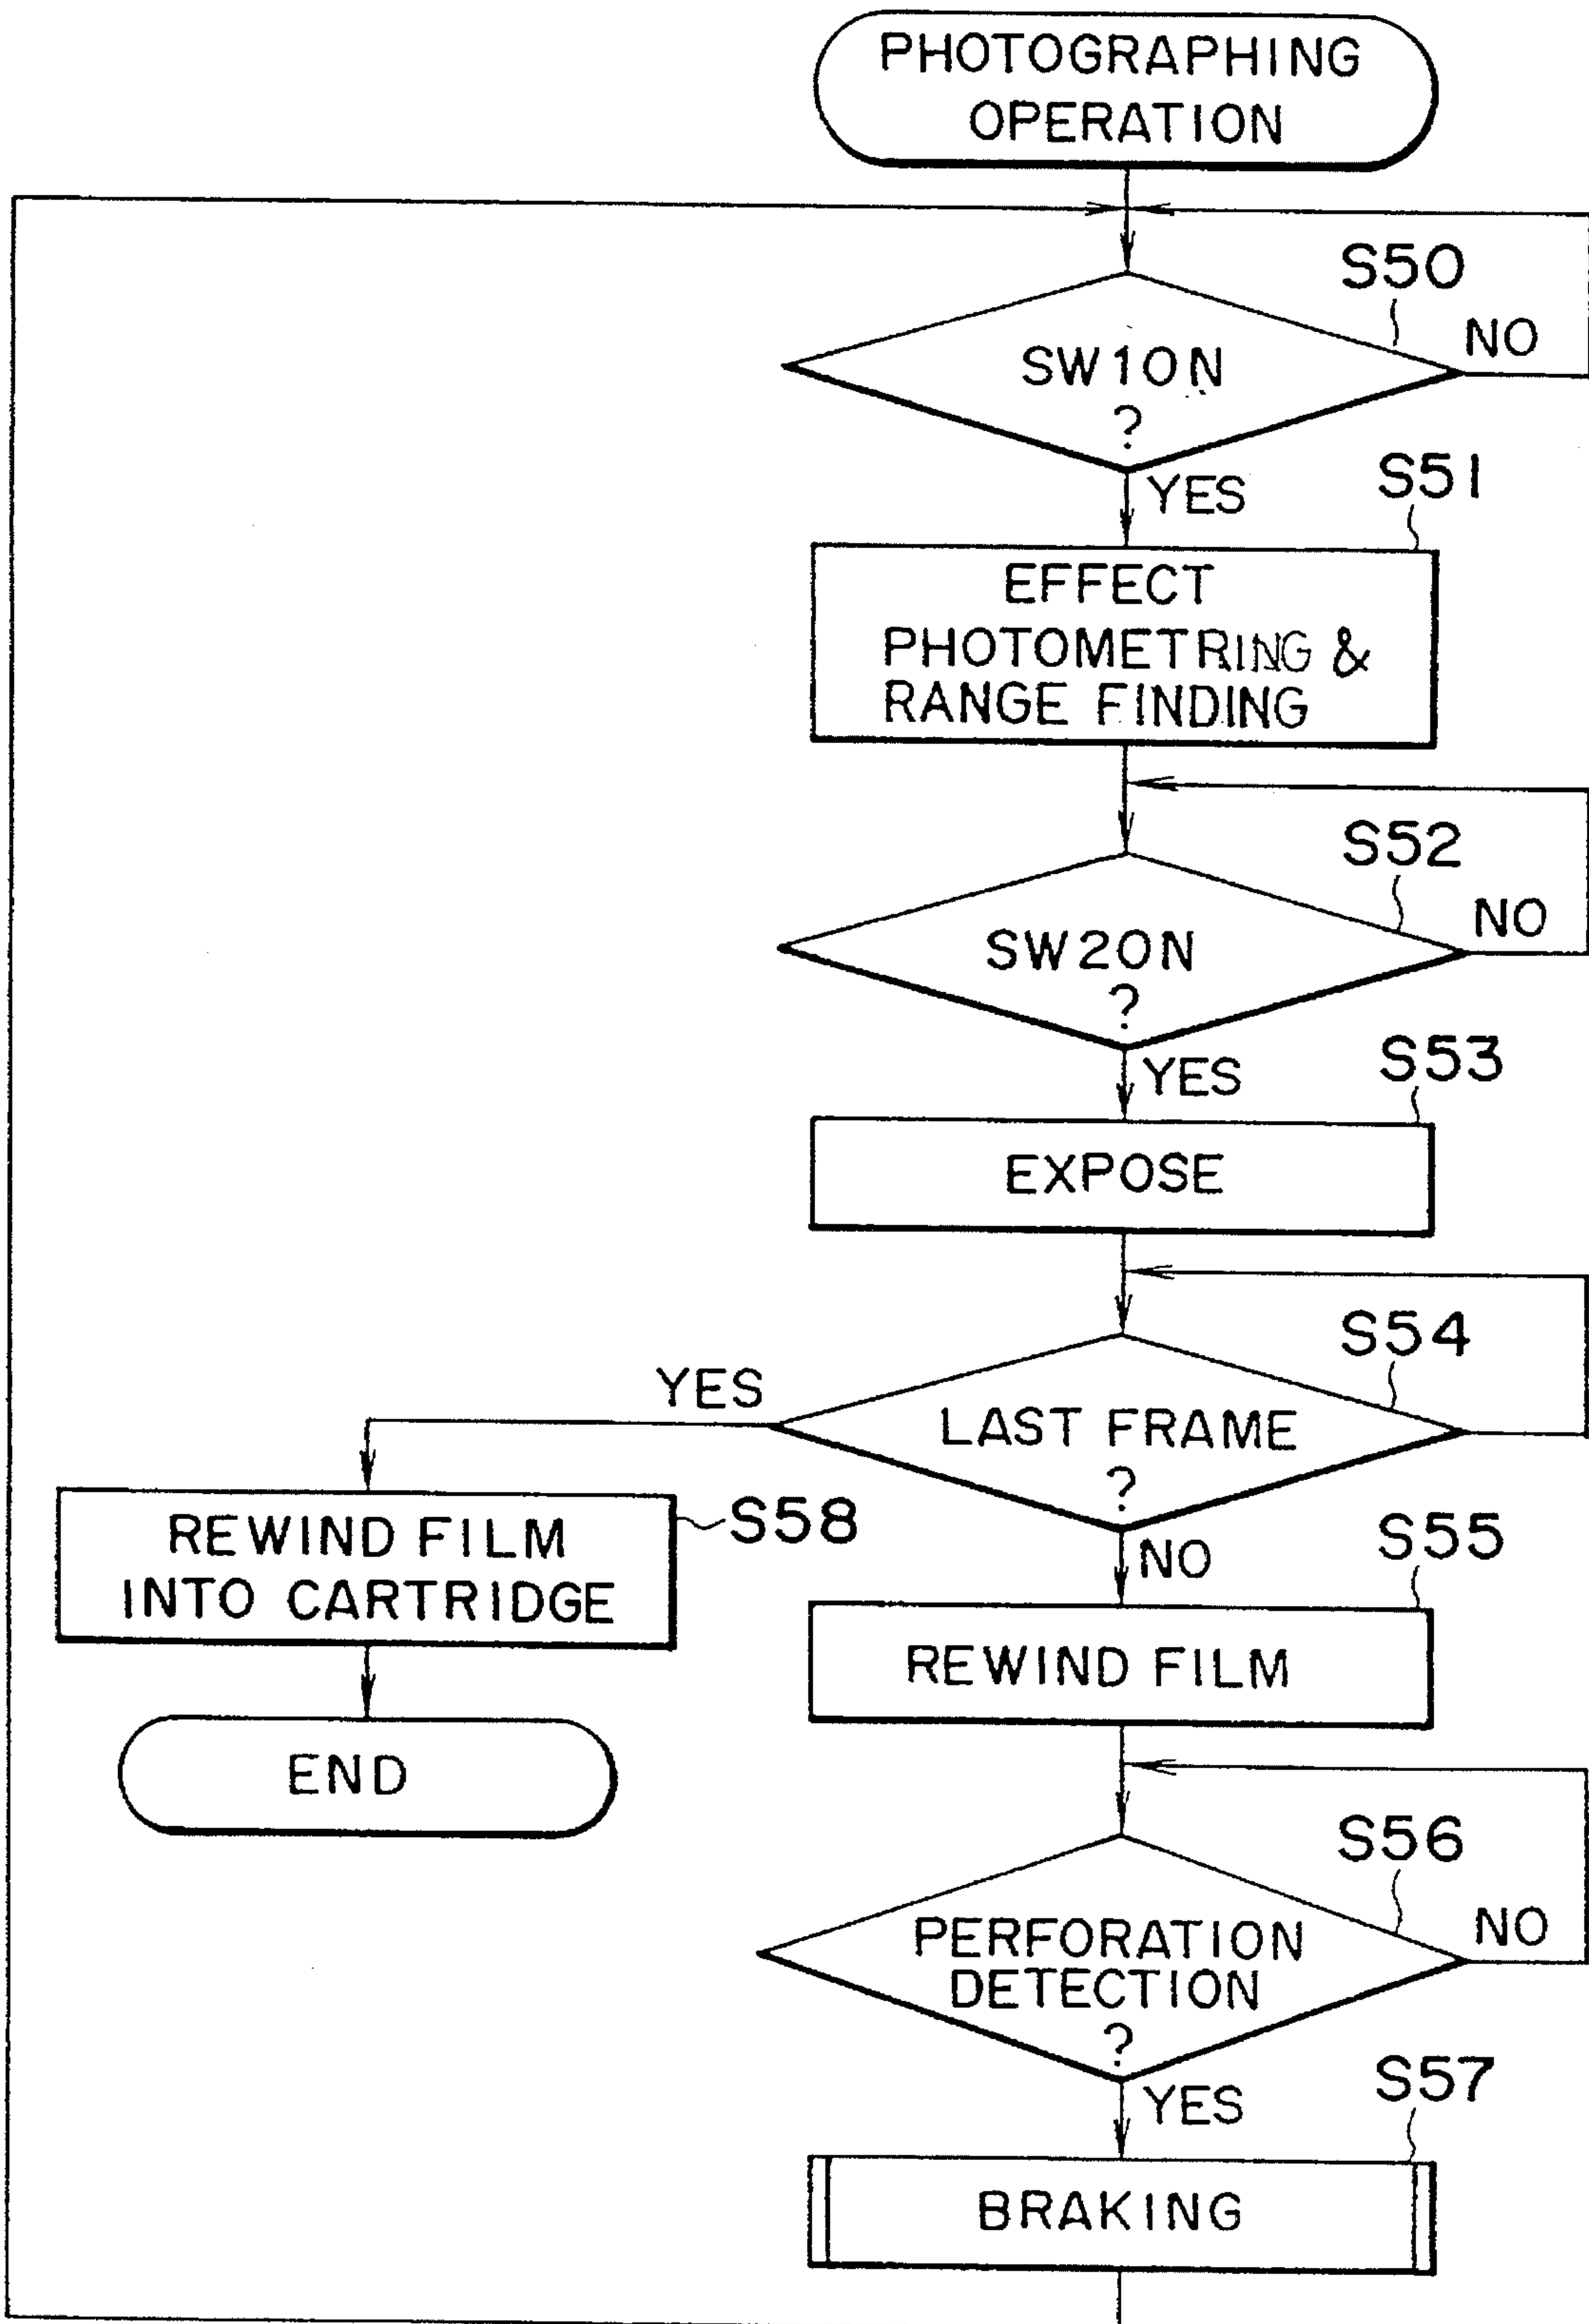 PHOTOGRAPHING
OPERATION
S50
SW1ON
?
NO
YES
S51
EFFECT
PHOTOMETRING &
RANGE FINDING
S52
SW2ON
?
NO
YES
S53
EXPOSE
S54
LAST FRAME
?
YES
NO
S58
REWIND FILM
INTO CARTRIDGE
END
S55
REWIND FILM
S56
PERFORATION
DETECTION
?
NO
YES
S57
BRAKING